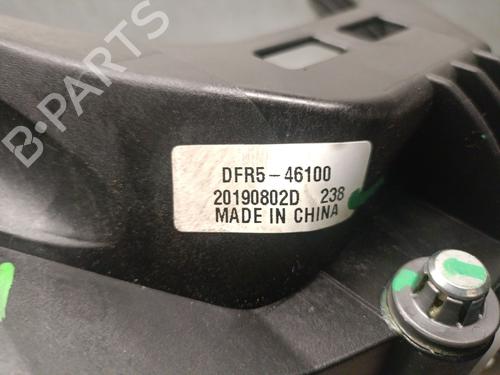 B-PARTS
DFR5-46100
20190802D 238
MADE IN CHINA